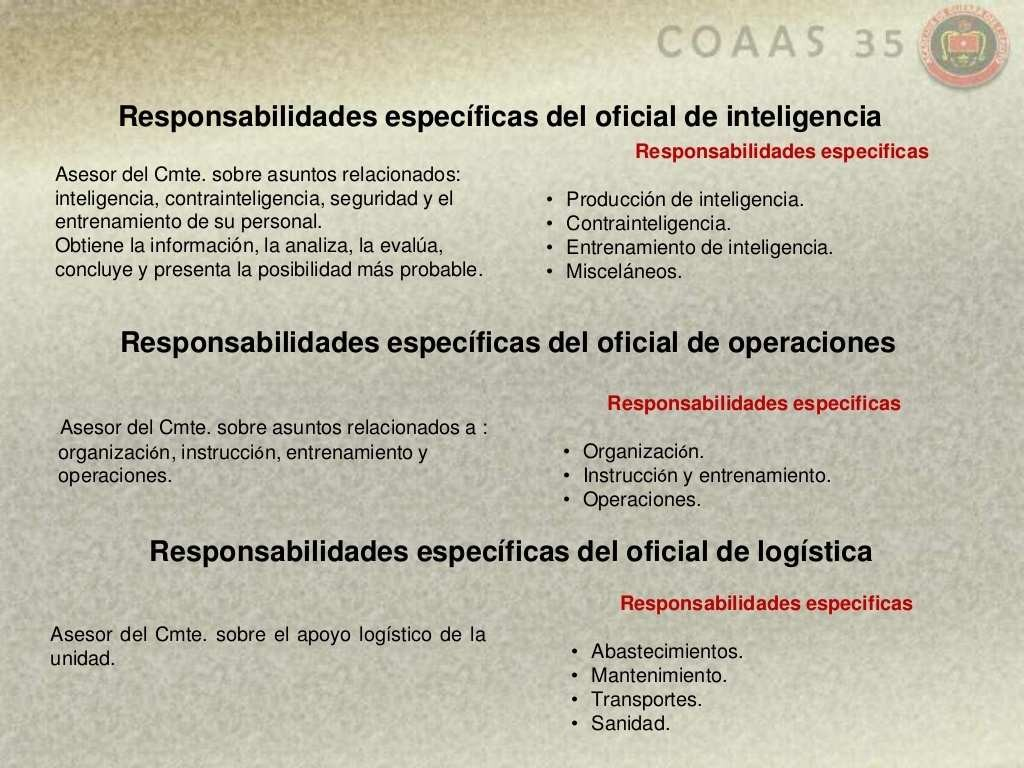 COAAS 35
Responsabilidades específicas del oficial de inteligencia
Responsabilidades especificas
Asesor del Cmte. sobre asuntos relacionados:
inteligencia, contrainteligencia, seguridad y el
entrenamiento de su personal.
Obtiene la información, la analiza, la evalúa,
concluye y presenta la posibilidad más probable.
• Producción de inteligencia.
• Contrainteligencia.
• Entrenamiento de inteligencia.
• Misceláneos.
Responsabilidades específicas del oficial de operaciones
Responsabilidades especificas
Asesor del Cmte. sobre asuntos relacionados a :
organización, instrucción, entrenamiento y
operaciones.
• Organización.
• Instrucción y entrenamiento.
• Operaciones.
Responsabilidades específicas del oficial de logística
Responsabilidades especificas
Asesor del Cmte. sobre el apoyo logístico de la
unidad.
• Abastecimientos.
• Mantenimiento.
• Transportes.
• Sanidad.